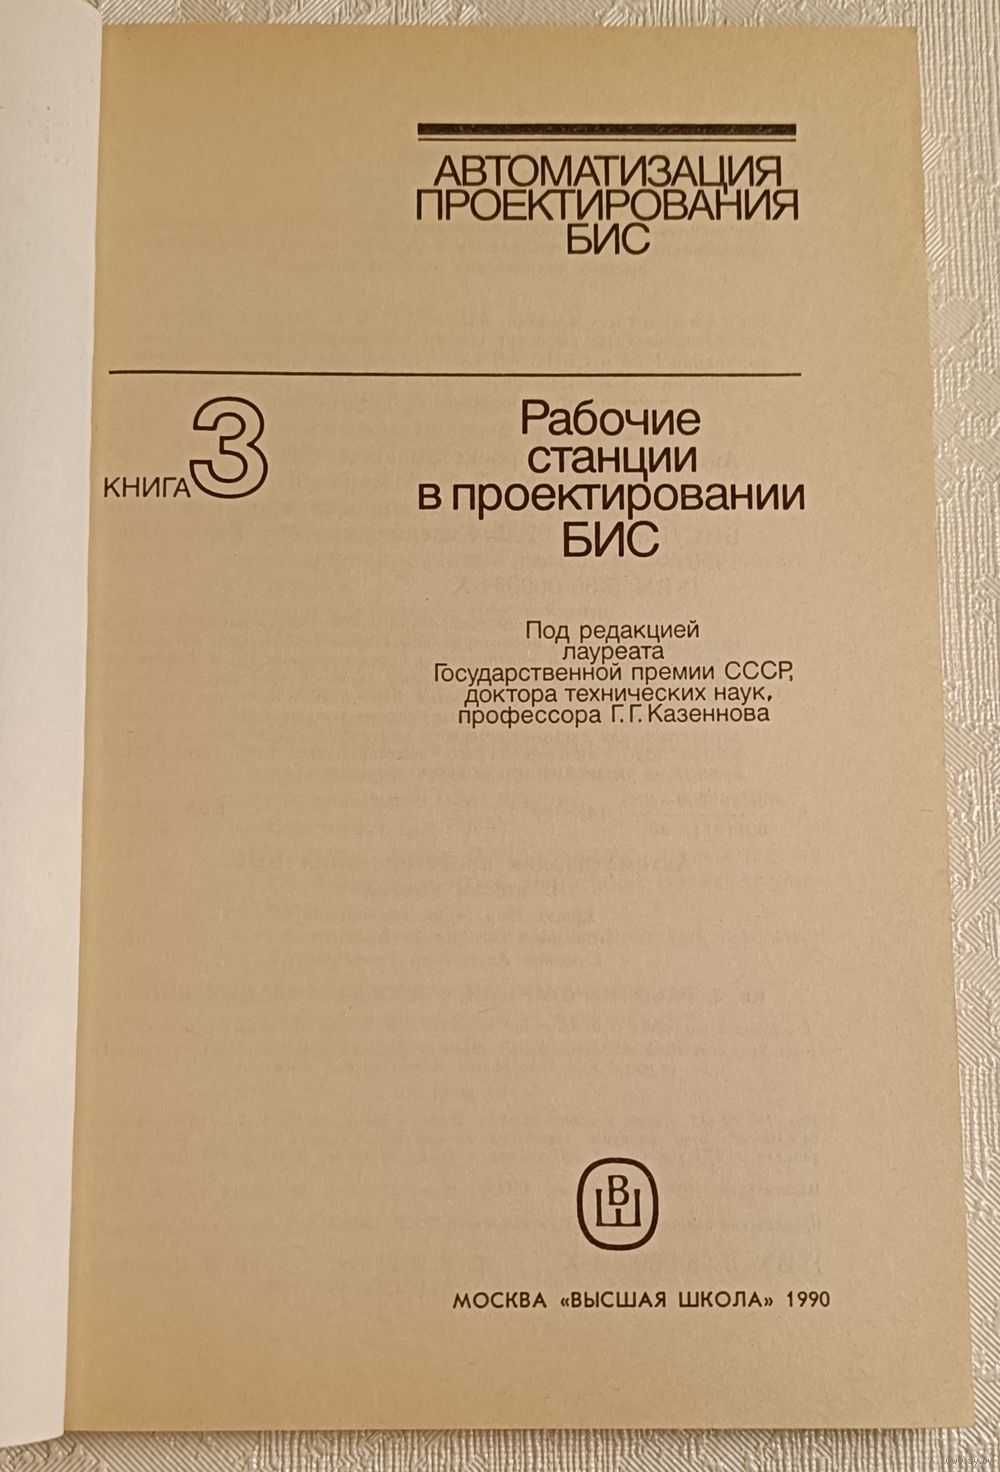 АВТОМАТИЗАЦИЯ
ПРОЕКТИРОВАНИЯ
БИС
КНИГА 3
Рабочие
станции
в проектировании
БИС
Под редакцией
лауреата
Государственной премии СССР,
доктора технических наук,
профессора Г. Г. Казеннова
ВШ
МОСКВА «ВЫСШАЯ ШКОЛА» 1990